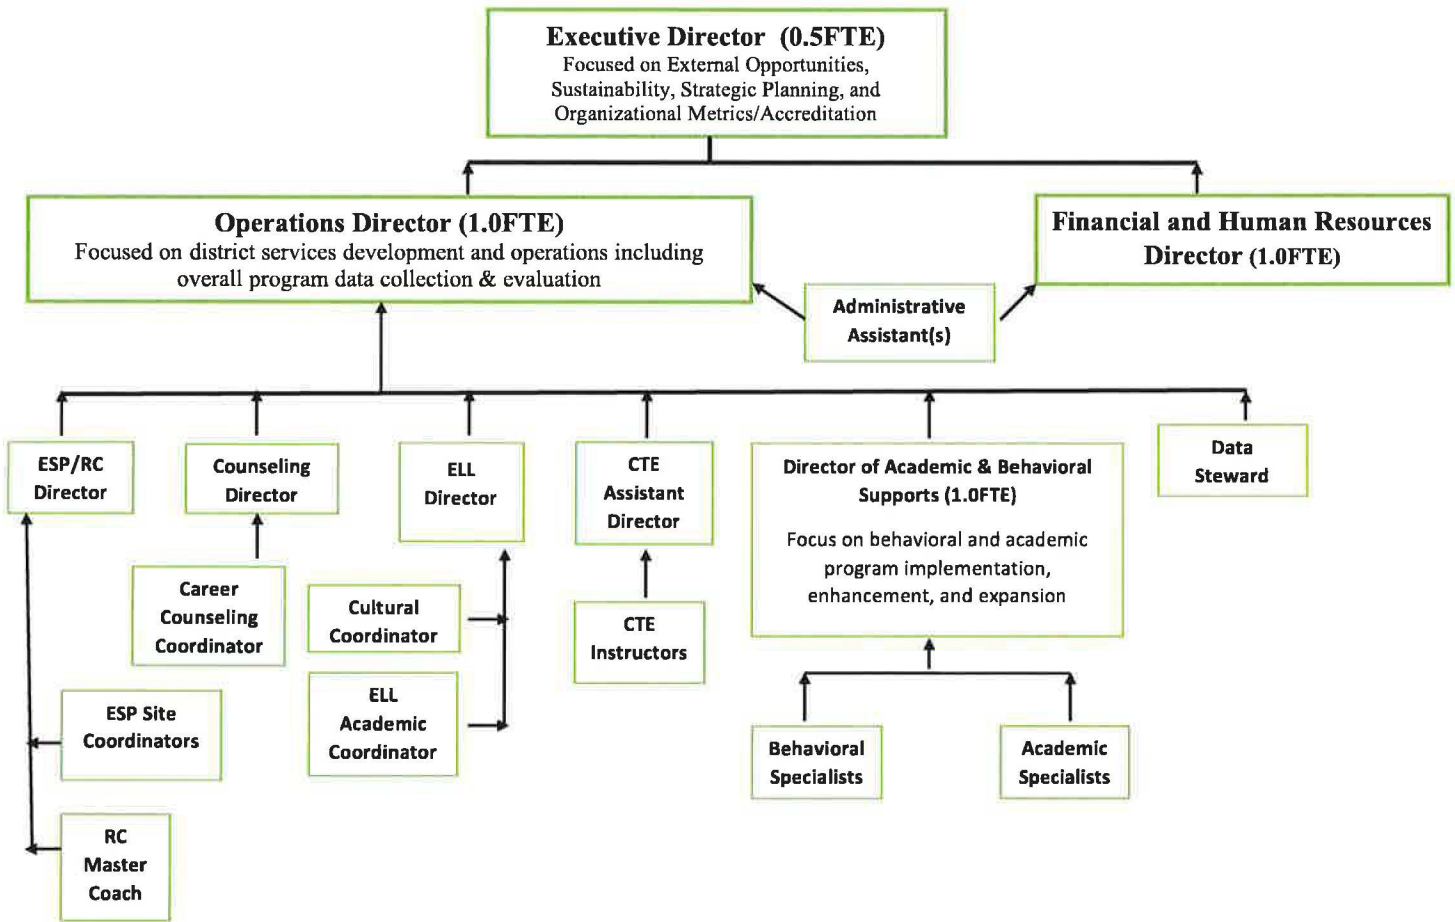 Executive Director (0.5FTE)
Focused on External Opportunities,
Sustainability, Strategic Planning, and
Organizational Metrics/Accreditation
Operations Director (1.0FTE)
Focused on district services development and operations including
overall program data collection & evaluation
Financial and Human Resources
Director (1.0FTE)
Administrative
Assistant(s)
ESP/RC
Director
Counseling
Director
ELL
Director
CTE
Assistant
Director
Director of Academic & Behavioral
Supports (1.0FTE)
Focus on behavioral and academic
program implementation,
enhancement, and expansion
Data
Steward
Career
Counseling
Coordinator
Cultural
Coordinator
CTE
Instructors
ESP Site
Coordinators
ELL
Academic
Coordinator
Behavioral
Specialists
Academic
Specialists
RC
Master
Coach